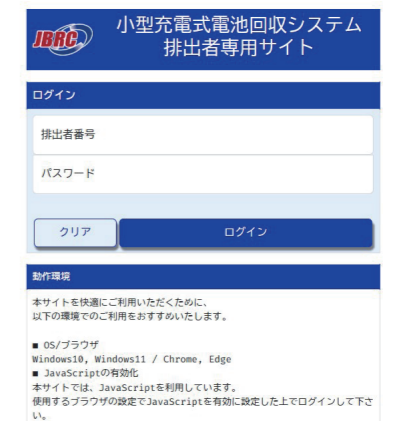 JBRC
小型充電式電池回収システム
排出者専用サイト
ログイン
排出者番号
パスワード
クリア
ログイン
動作環境
本サイトを快適にご利用いただくために、
以下の環境でのご利用をおすすめいたします。
■ OS/ブラウザ
Windows10, Windows11 / Chrome, Edge
■ JavaScriptの有効化
本サイトでは、JavaScriptを利用しています。
使用するブラウザの設定でJavaScriptを有効に設定した上でログインして下さ
い。